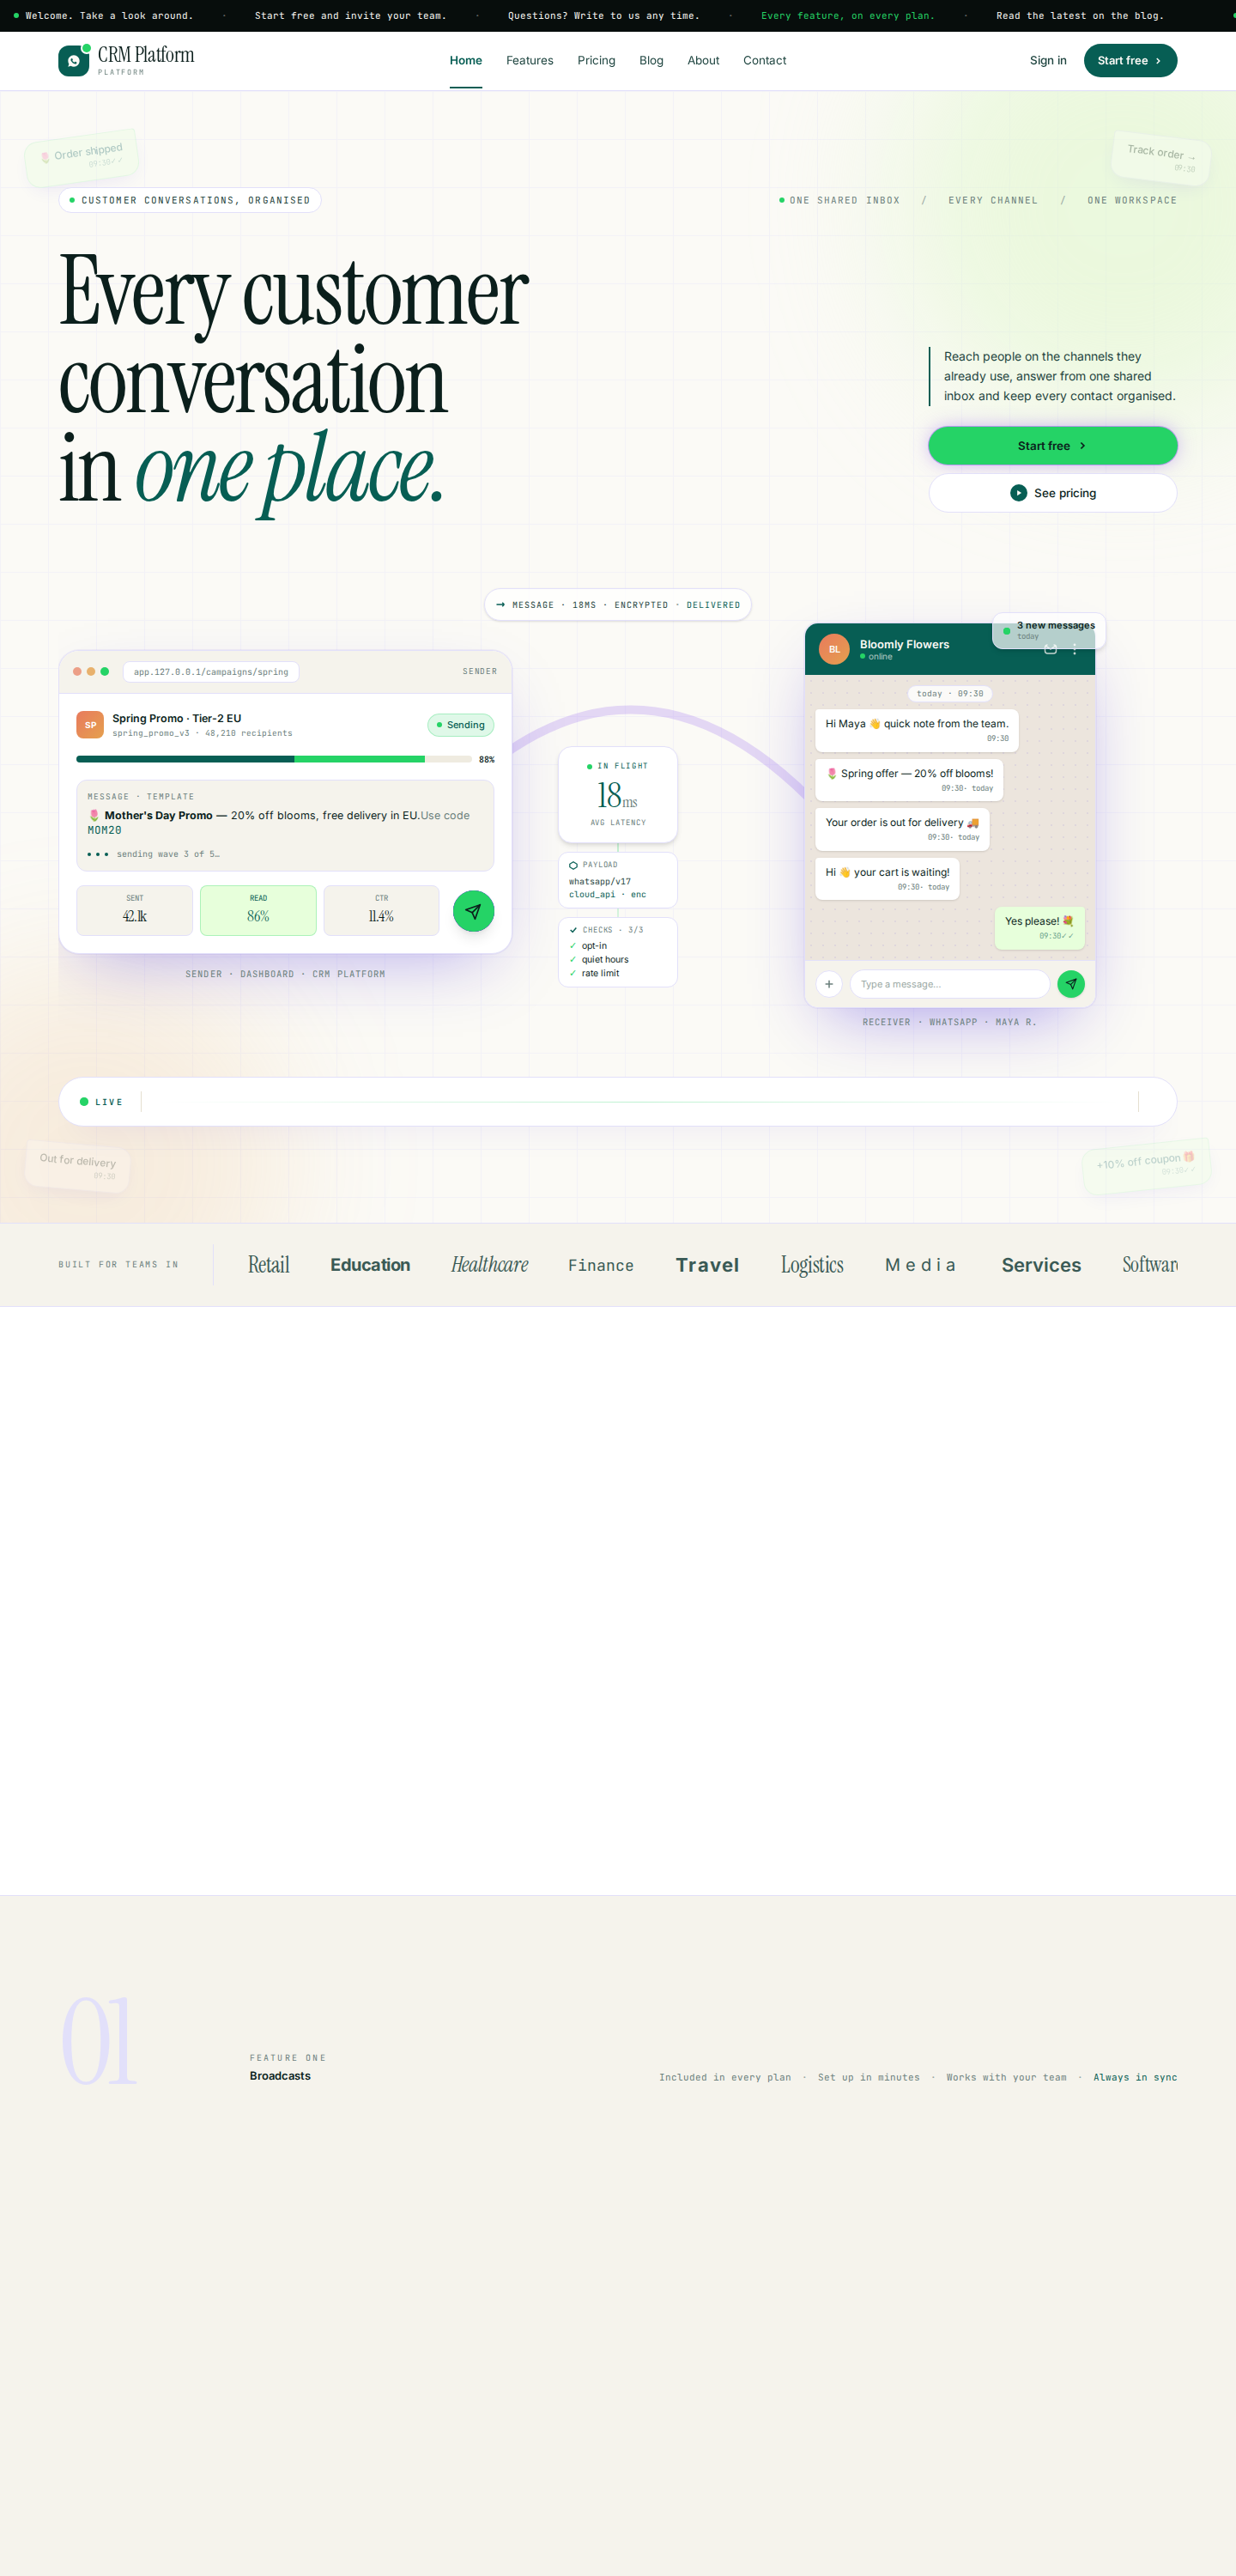 Welcome. Take a look around. · Start free and invite your team. · Questions? Write to us any time. · Every feature, on every plan. · Read the latest on the blog.
CRM Platform
PLATFORM
Home Features Pricing Blog About Contact
Sign in
Start free
🌷 Order shipped
09:30✓✓
Track order →
09:30
CUSTOMER CONVERSATIONS, ORGANISED
ONE SHARED INBOX / EVERY CHANNEL / ONE WORKSPACE
Every customer
conversation
in one place.
Reach people on the channels they
already use, answer from one shared
inbox and keep every contact organised.
Start free
See pricing
→ MESSAGE · 18MS · ENCRYPTED · DELIVERED
app.127.0.0.1/campaigns/spring
SENDER
SP
Spring Promo · Tier-2 EU
spring_promo_v3 · 48,210 recipients
Sending
88%
MESSAGE · TEMPLATE
🌷 Mother's Day Promo — 20% off blooms, free delivery in EU.Use code
MOM20
sending wave 3 of 5…
SENT
42.1k
READ
86%
CTR
11.4%
SENDER · DASHBOARD · CRM PLATFORM
IN FLIGHT
18ms
AVG LATENCY
PAYLOAD
whatsapp/v17
cloud_api · enc
CHECKS · 3/3
✓ opt-in
✓ quiet hours
✓ rate limit
3 new messages
today
BL
Bloomly Flowers
online
today · 09:30
Hi Maya 👋 quick note from the team.
09:30
🌷 Spring offer — 20% off blooms!
09:30· today
Your order is out for delivery 🚚
09:30· today
Hi 👋 your cart is waiting!
09:30· today
Yes please! 💐
09:30✓✓
Type a message…
RECEIVER · WHATSAPP · MAYA R.
LIVE
Out for delivery
09:30
+10% off coupon 🎁
09:30✓✓
BUILT FOR TEAMS IN
Retail Education Healthcare Finance Travel Logistics Media Services Software
01
FEATURE ONE
Broadcasts
Included in every plan · Set up in minutes · Works with your team · Always in sync